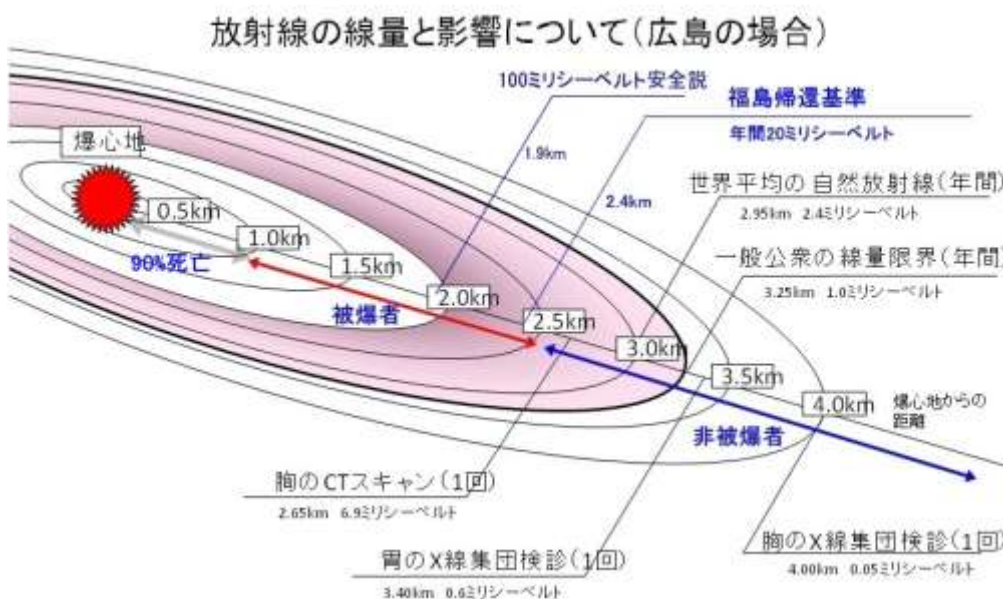 放射線の線量と影響について(広島の場合)
100ミリシーベルト安全説
1.9km
福島帰還基準
年間20ミリシーベルト
2.4km
爆心地
世界平均の自然放射線(年間)
2.95km 2.4ミリシーベルト
0.5km
1.0km
90%死亡
1.5km
一般公衆の線量限界(年間)
3.25km 1.0ミリシーベルト
被爆者
2.0km
2.5km
3.0km
3.5km
4.0km
爆心地からの
距離
非被爆者
胸のCTスキャン(1回)
2.65km 6.9ミリシーベルト
胃のX線集団検診(1回)
3.40km 0.6ミリシーベルト
胸のX線集団検診(1回)
4.00km 0.05ミリシーベルト